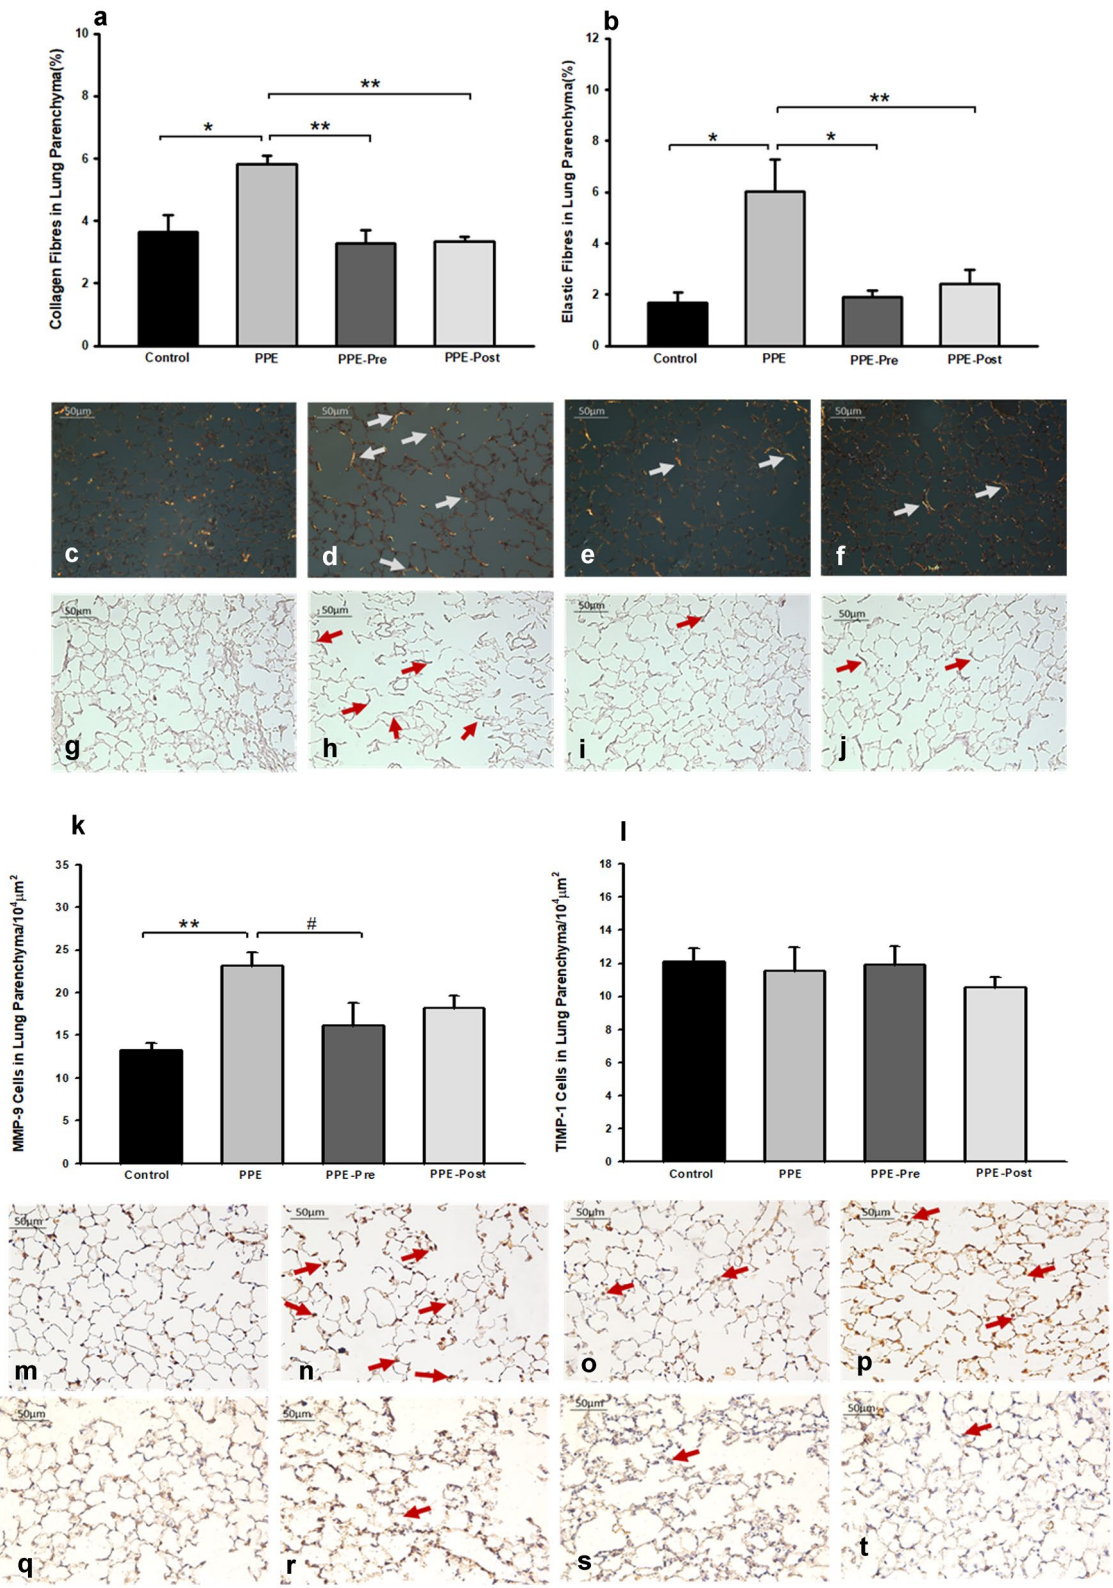 a
Collagen Fibres in Lung Parenchyma(%)
10
8
6
4
2
0
* ** **
Control PPE PPE-Pre PPE-Post
b
Elastic Fibres in Lung Parenchyma(%)
12
10
8
6
4
2
0
* * **
Control PPE PPE-Pre PPE-Post
50µm 50µm 50µm 50µm
c d e f
50µm 50µm 50µm 50µm
g h i j
k
MMP-9 Cells in Lung Parenchyma/10⁴µm²
35
30
25
20
15
10
5
0
** #
Control PPE PPE-Pre PPE-Post
l
TIMP-1 Cells in Lung Parenchyma/10⁴µm²
18
16
14
12
10
8
6
4
2
0
Control PPE PPE-Pre PPE-Post
50µm 50µm 50µm 50µm
m n o p
50µm 50µm 50µm 50µm
q r s t